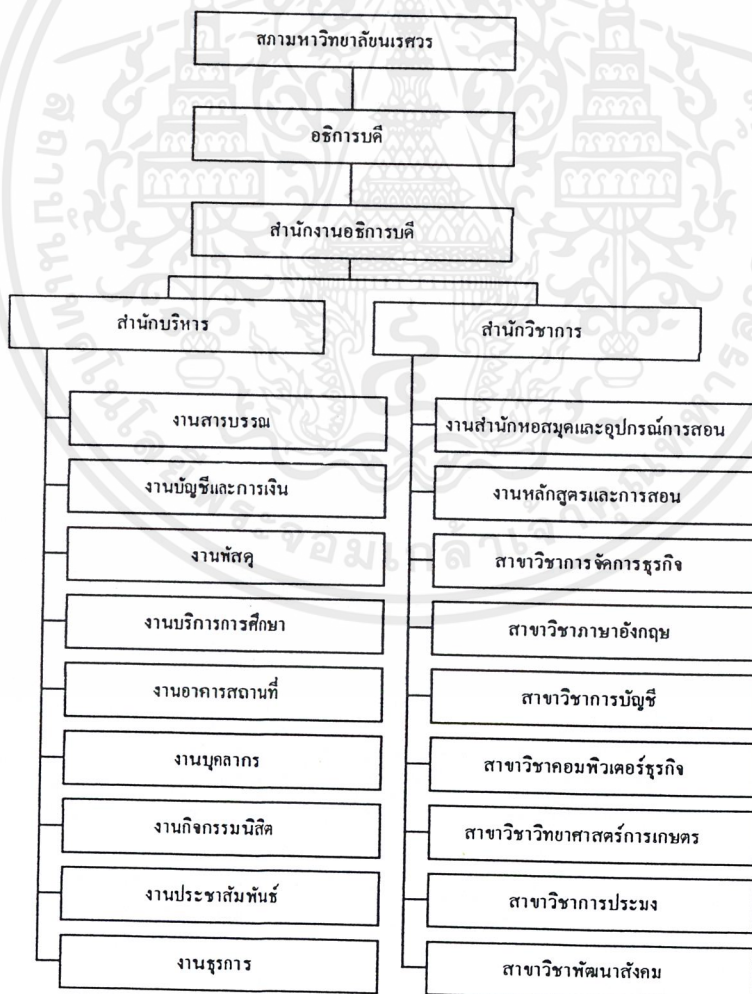 สภามหาวิทยาลัยนเรศวร
อธิการบดี
สำนักงานอธิการบดี
สำนักบริหาร
สำนักวิชาการ
งานสารบรรณ
งานบัญชีและการเงิน
งานพัสดุ
งานบริการการศึกษา
งานอาคารสถานที่
งานบุคลากร
งานกิจกรรมนิสิต
งานประชาสัมพันธ์
งานธุรการ
งานสำนักหอสมุดและอุปกรณ์การสอน
งานหลักสูตรและการสอน
สาขาวิชาการจัดการธุรกิจ
สาขาวิชาภาษาอังกฤษ
สาขาวิชาการบัญชี
สาขาวิชาคอมพิวเตอร์ธุรกิจ
สาขาวิชาวิทยาศาสตร์การเกษตร
สาขาวิชาการประมง
สาขาวิชาพัฒนาสังคม